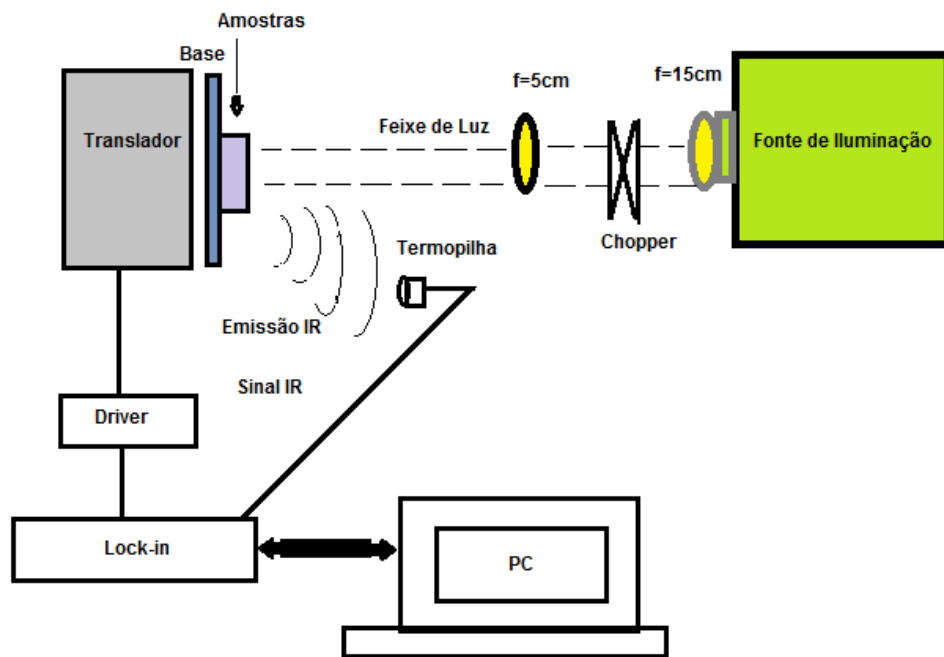 Amostras
Base
f=5cm
f=15cm
Translador
Feixe de Luz
Fonte de Iluminação
Chopper
Termopilha
Emissão IR
Sinal IR
Driver
Lock-in
PC